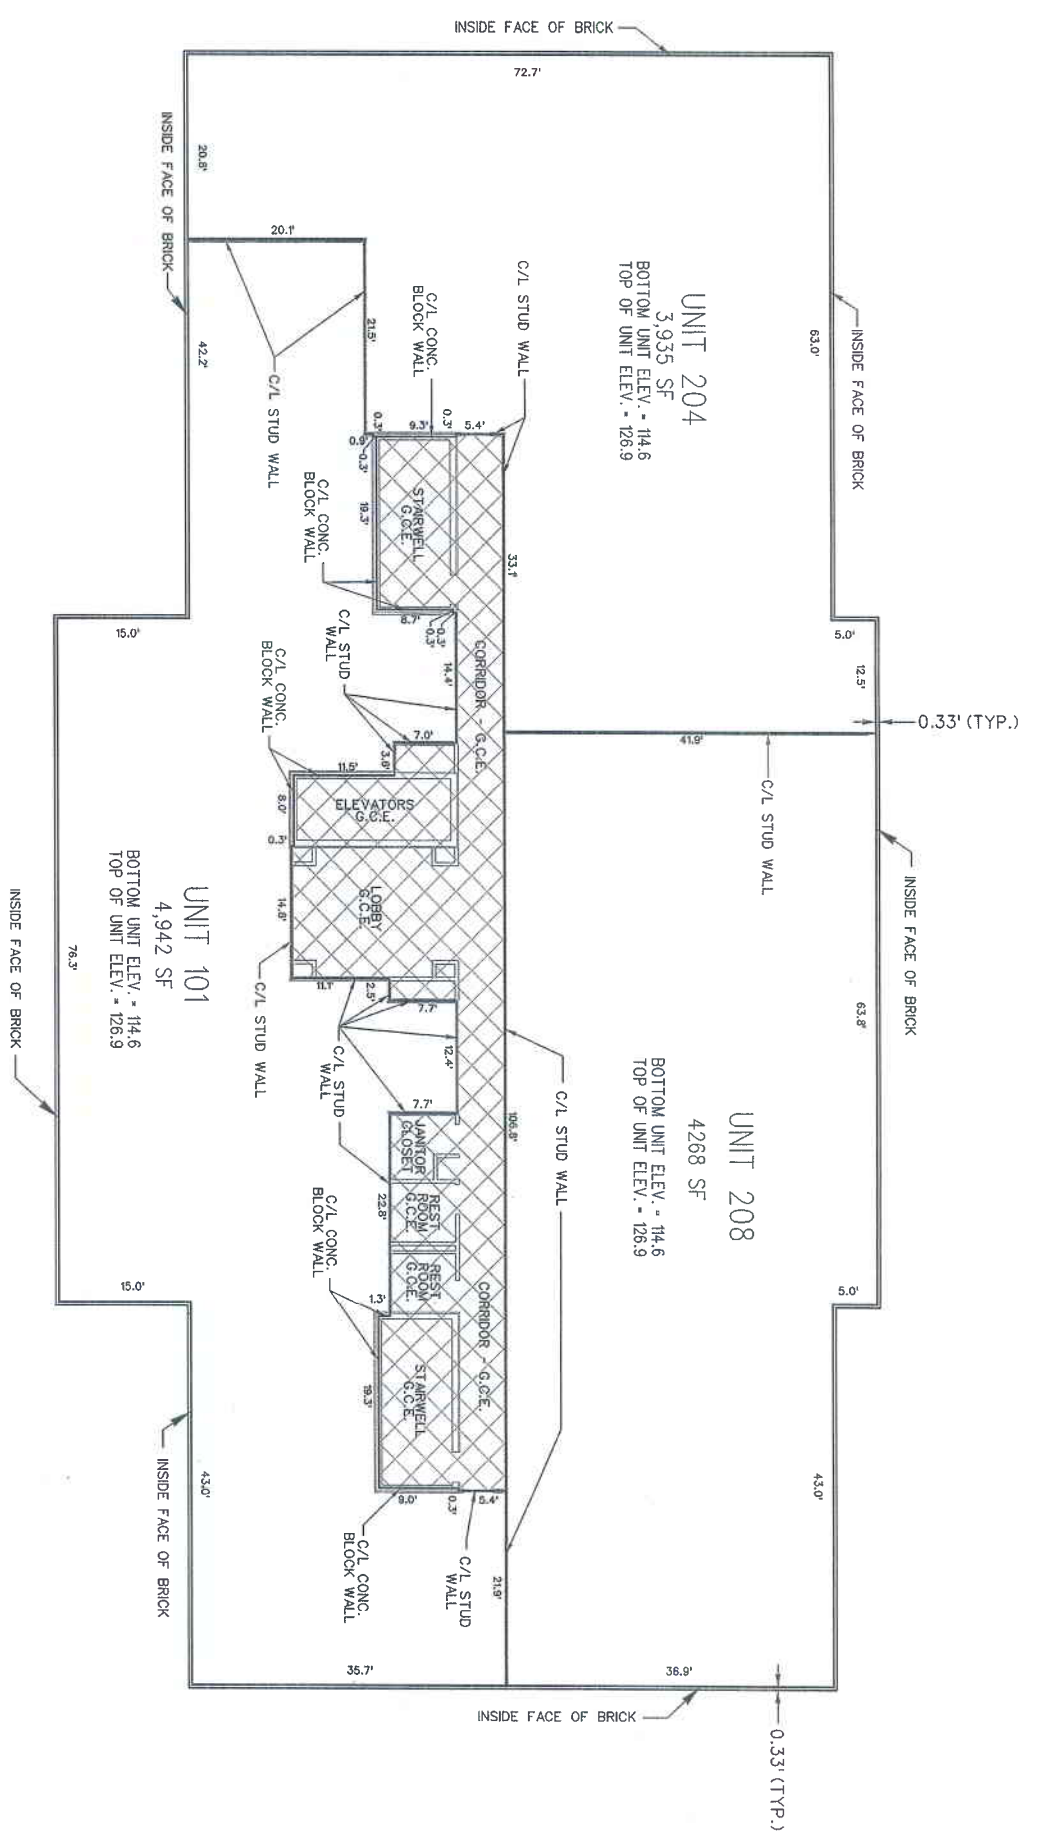 INSIDE FACE OF BRICK
72.7'
20.8'
INSIDE FACE OF BRICK
20.1'
42.2'
21.5'
C/L STUD WALL
C/L CONC.
BLOCK WALL
C/L STUD WALL
UNIT 204
3,935 SF
BOTTOM UNIT ELEV. = 114.6
TOP OF UNIT ELEV. = 126.9
63.0'
INSIDE FACE OF BRICK
0.3'
9.3'
0.3'
5.4'
0.9'
0.3'
19.3'
C/L CONC.
BLOCK WALL
STAIRWELL
G.C.E.
33.1'
8.7'
0.3'
0.3'
15.0'
5.0'
12.5'
0.33' (TYP.)
C/L STUD
WALL
14.4'
CORRIDOR - G.C.E.
C/L CONC.
BLOCK WALL
7.0'
3.8'
11.5'
8.0'
0.3'
ELEVATORS
G.C.E.
41.9'
C/L STUD WALL
INSIDE FACE OF BRICK
LOBBY
G.C.E.
14.8'
C/L STUD WALL
11.1'
2.5'
7.7'
12.4'
C/L STUD
WALL
UNIT 101
4,942 SF
BOTTOM UNIT ELEV. = 114.6
TOP OF UNIT ELEV. = 126.9
76.3'
INSIDE FACE OF BRICK
63.8'
UNIT 208
4268 SF
BOTTOM UNIT ELEV. = 114.6
TOP OF UNIT ELEV. = 126.9
C/L STUD WALL
106.8'
7.7'
JANITOR
CLOSET
REST
ROOM
G.C.E.
22.8'
REST
ROOM
G.C.E.
C/L CONC.
BLOCK WALL
1.3'
CORRIDOR - G.C.E.
15.0'
5.0'
STAIRWELL
G.C.E.
19.3'
43.0'
INSIDE FACE OF BRICK
9.0'
0.3'
5.4'
C/L CONC.
BLOCK WALL
C/L STUD
WALL
21.9'
43.0'
35.7'
36.9'
INSIDE FACE OF BRICK
0.33' (TYP.)